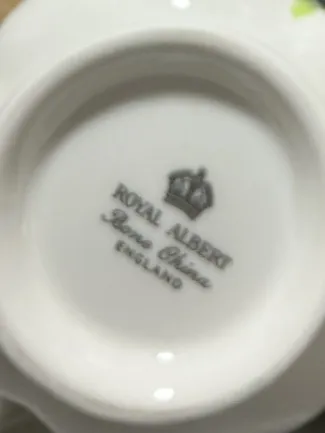 ROYAL ALBERT
Bone China
ENGLAND